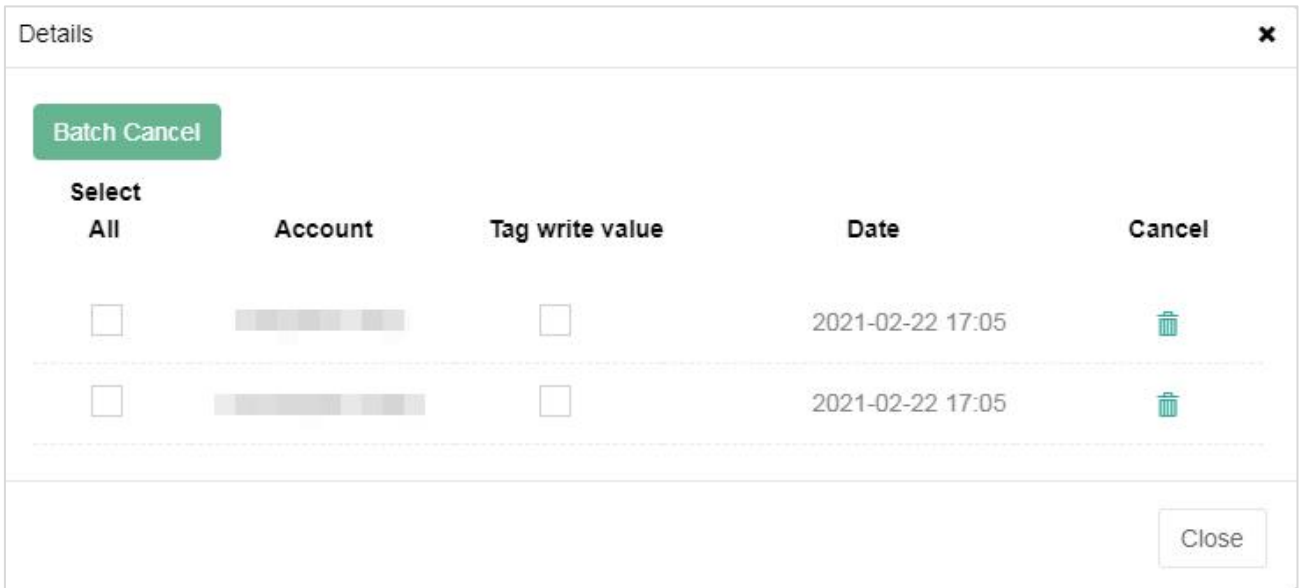 Details
Batch Cancel
Select
All Account Tag write value Date Cancel
2021-02-22 17:05
2021-02-22 17:05
Close